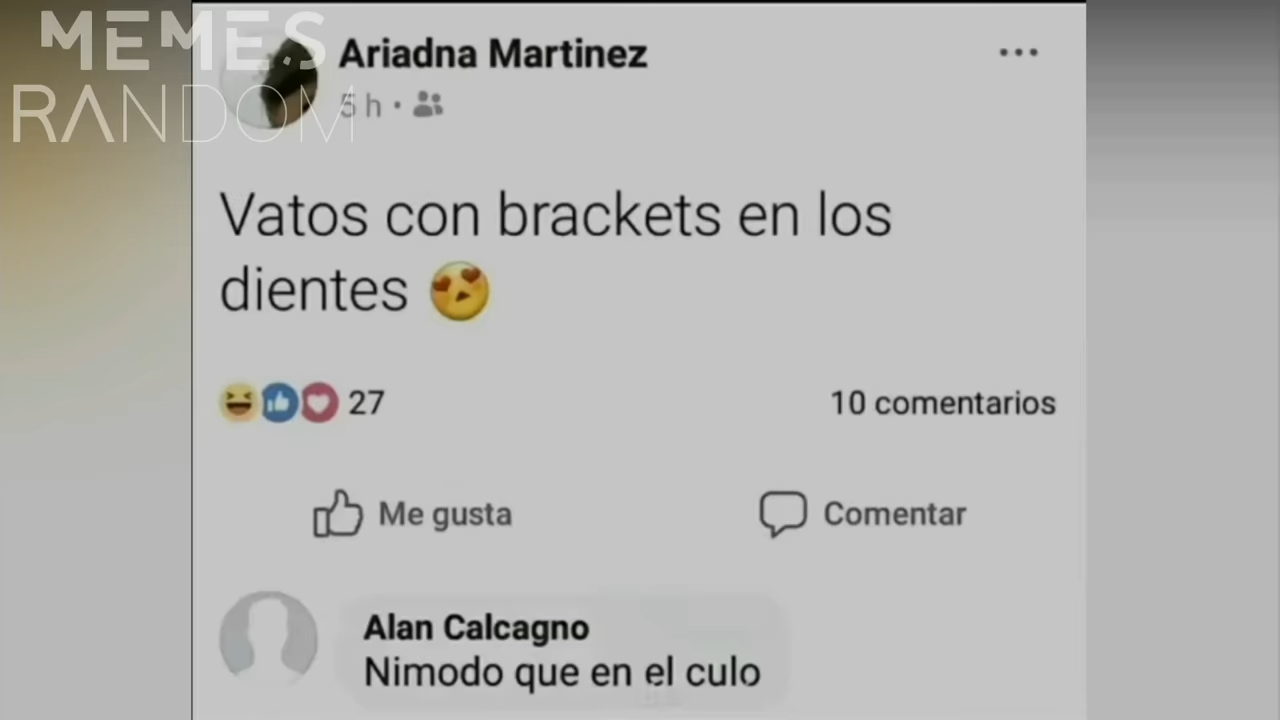 MEMES
RANDOM
Ariadna Martinez
5 h
Vatos con brackets en los
dientes
27
10 comentarios
Me gusta
Comentar
Alan Calcagno
Nimodo que en el culo